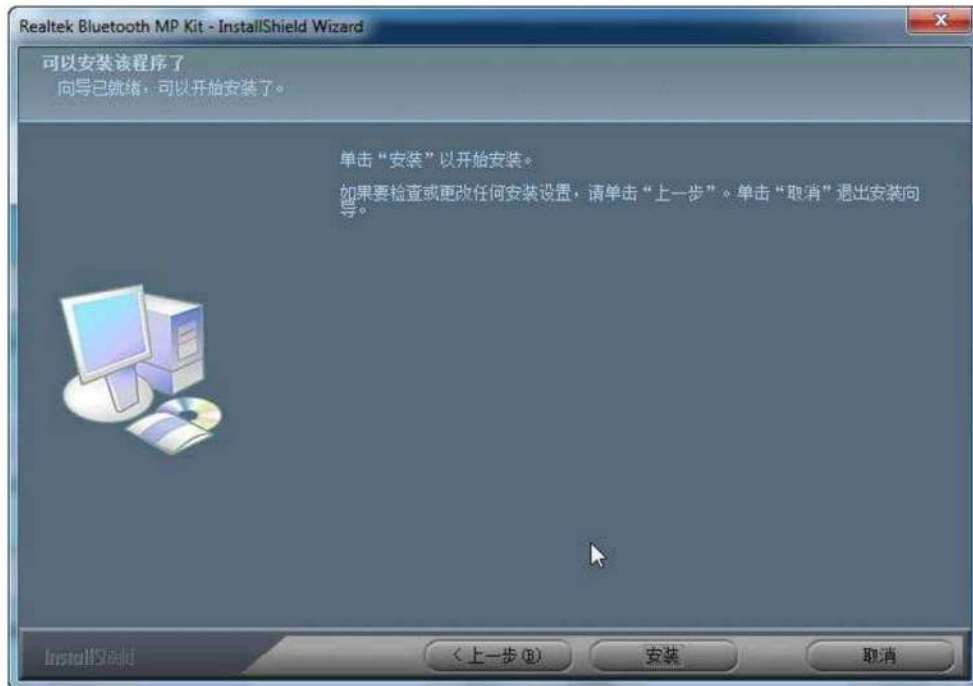 Realtek Bluetooth MP Kit - InstallShield Wizard
可以安装该程序了
向导已就绪，可以开始安装了。
单击“安装”以开始安装。
如果要检查或更改任何安装设置，请单击“上一步”。单击“取消”退出安装向
导。
InstallShield
< 上一步(B)
安装
取消